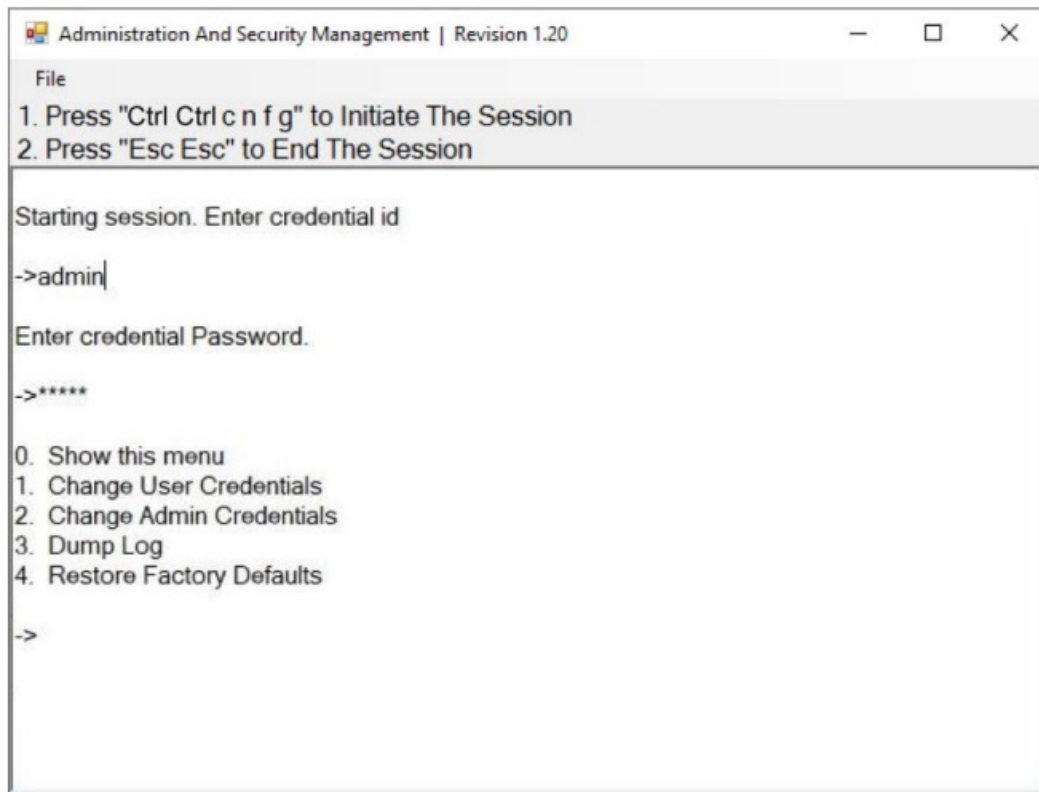 Administration And Security Management | Revision 1.20
File
1. Press "Ctrl Ctrl c n f g" to Initiate The Session
2. Press "Esc Esc" to End The Session
Starting session. Enter credential id
->admin
Enter credential Password.
->*****
0. Show this menu
1. Change User Credentials
2. Change Admin Credentials
3. Dump Log
4. Restore Factory Defaults
->